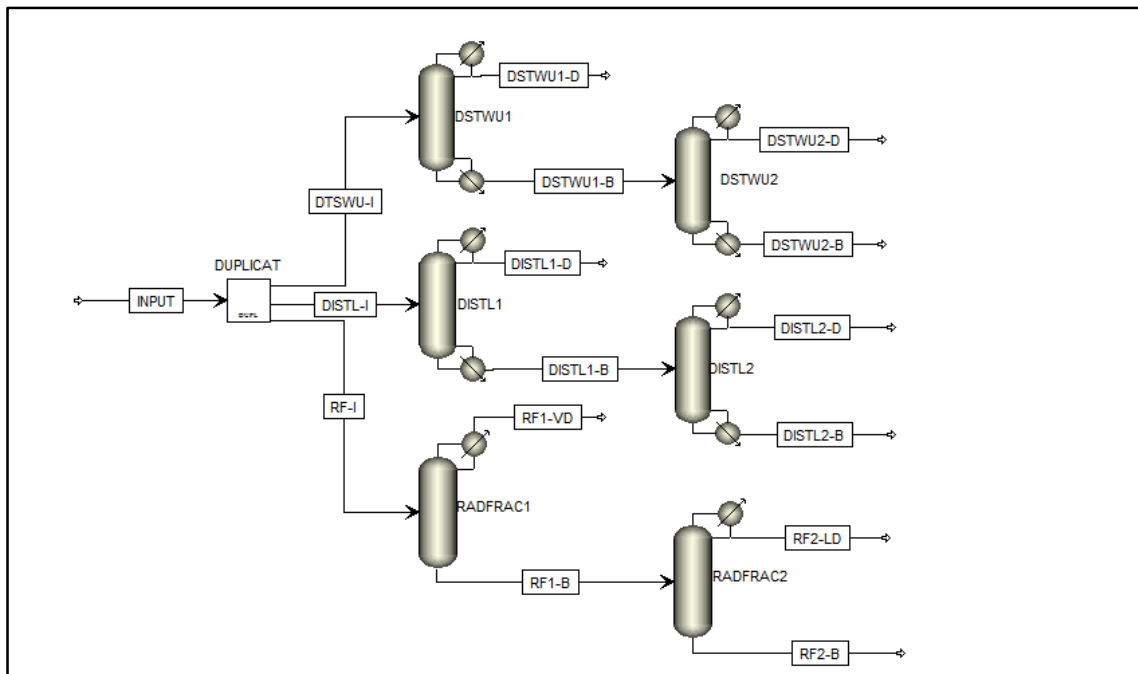 DSTWU1-D
DSTWU1
DSTWU2-D
DSTWU1-B
DSTWU2
DTSWU-I
DSTWU2-B
DUPLICAT
DISTL1-D
INPUT
DUPL
DISTL-I
DISTL1
DISTL2-D
DISTL1-B
DISTL2
RF-I
RF1-VD
DISTL2-B
RADFRAC1
RF2-LD
RF1-B
RADFRAC2
RF2-B